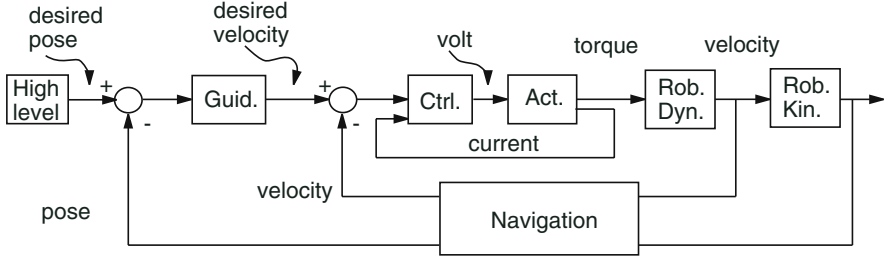 desired
pose
desired
velocity
volt
torque
velocity
High
level
+
-
Guid.
+
-
Ctrl.
Act.
Rob.
Dyn.
Rob.
Kin.
current
velocity
pose
Navigation